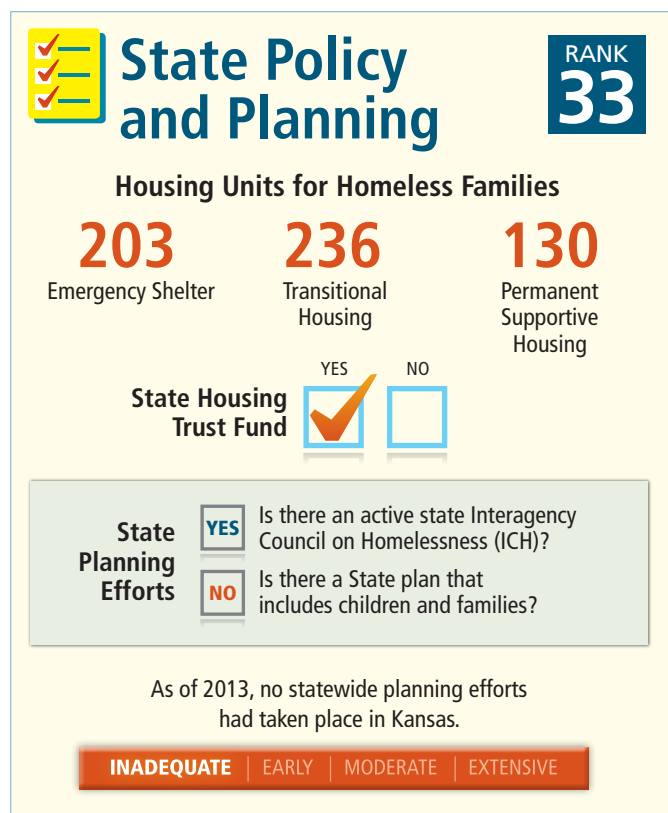 State Policy
and Planning
RANK
33
Housing Units for Homeless Families
203
Emergency Shelter
236
Transitional
Housing
130
Permanent
Supportive
Housing
YES
NO
State Housing
Trust Fund
State
Planning
Efforts
YES
Is there an active state Interagency
Council on Homelessness (ICH)?
NO
Is there a State plan that
includes children and families?
As of 2013, no statewide planning efforts
had taken place in Kansas.
INADEQUATE | EARLY | MODERATE | EXTENSIVE